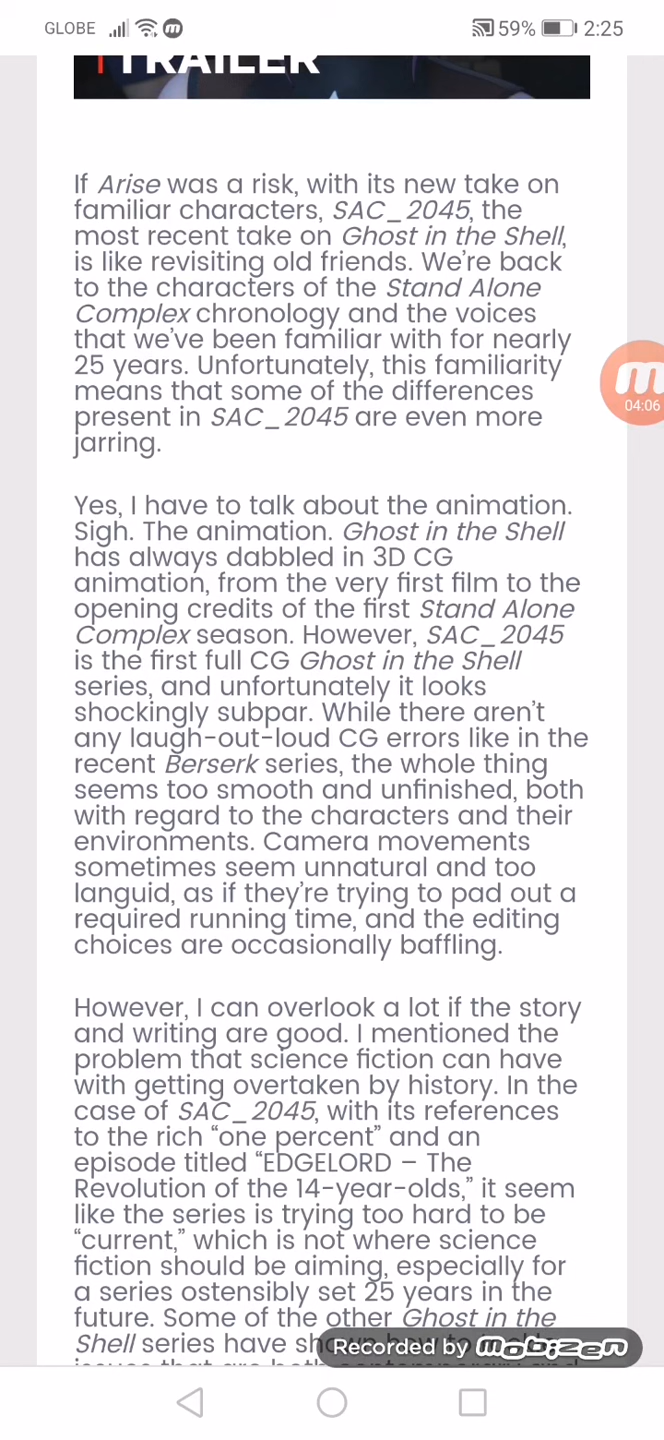 GLOBE 59% 2:25
TRAILER
If Arise was a risk, with its new take on
familiar characters, SAC_2045, the
most recent take on Ghost in the Shell,
is like revisiting old friends. We’re back
to the characters of the Stand Alone
Complex chronology and the voices
that we’ve been familiar with for nearly
25 years. Unfortunately, this familiarity
means that some of the differences
present in SAC_2045 are even more
jarring.
m
04:06
Yes, I have to talk about the animation.
Sigh. The animation. Ghost in the Shell
has always dabbled in 3D CG
animation, from the very first film to the
opening credits of the first Stand Alone
Complex season. However, SAC_2045
is the first full CG Ghost in the Shell
series, and unfortunately it looks
shockingly subpar. While there aren’t
any laugh-out-loud CG errors like in the
recent Berserk series, the whole thing
seems too smooth and unfinished, both
with regard to the characters and their
environments. Camera movements
sometimes seem unnatural and too
languid, as if they’re trying to pad out a
required running time, and the editing
choices are occasionally baffling.
However, I can overlook a lot if the story
and writing are good. I mentioned the
problem that science fiction can have
with getting overtaken by history. In the
case of SAC_2045, with its references
to the rich “one percent” and an
episode titled “EDGELORD – The
Revolution of the 14-year-olds,” it seem
like the series is trying too hard to be
“current,” which is not where science
fiction should be aiming, especially for
a series ostensibly set 25 years in the
future. Some of the other Ghost in the
Shell series have
Recorded by mobizen